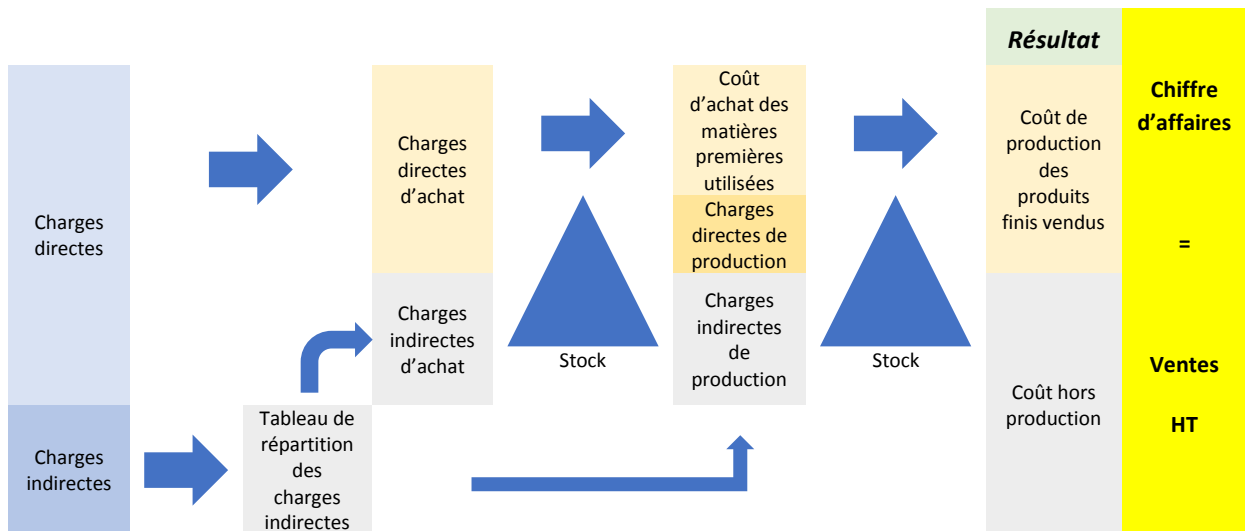 Charges
directes
Charges
indirectes
Tableau de
répartition
des
charges
indirectes
Charges
directes
d’achat
Charges
indirectes
d’achat
Stock
Coût
d’achat des
matières
premières
utilisées
Charges
directes de
production
Charges
indirectes
de
production
Stock
Résultat
Coût de
production
des
produits
finis vendus
Coût hors
production
Chiffre
d’affaires
=
Ventes
HT